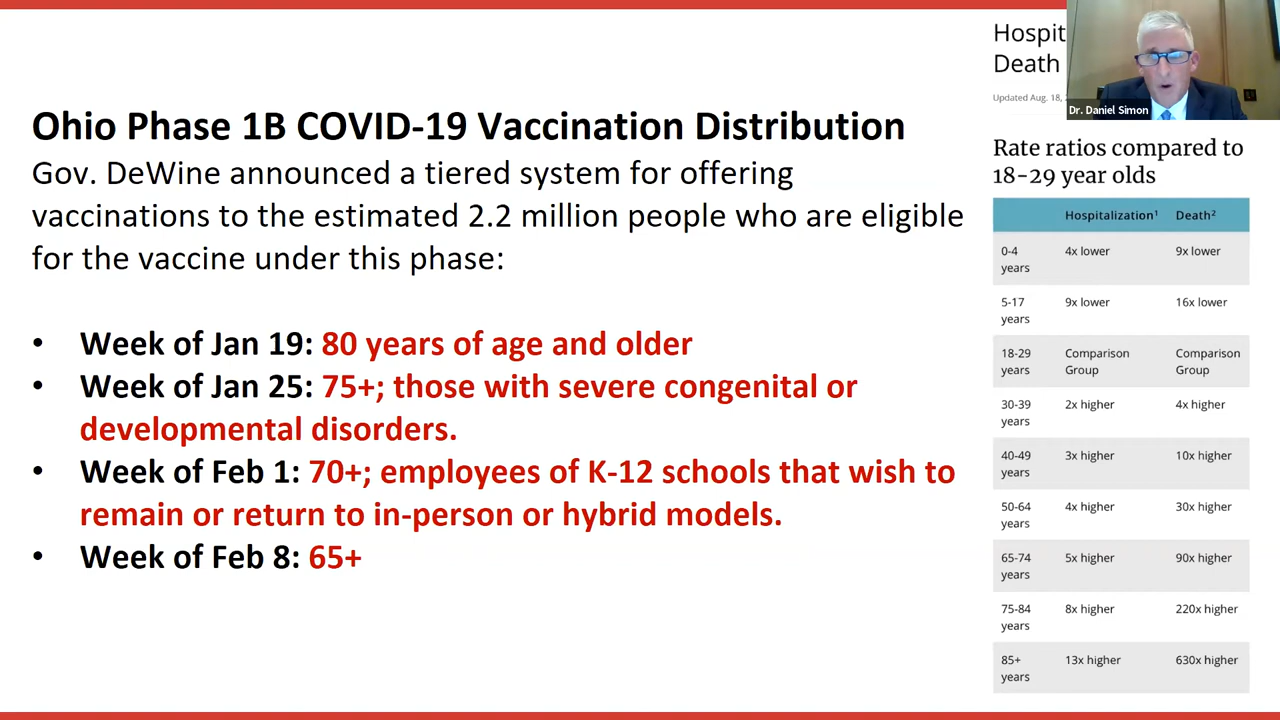 Ohio Phase 1B COVID-19 Vaccination Distribution
Gov. DeWine announced a tiered system for offering
vaccinations to the estimated 2.2 million people who are eligible
for the vaccine under this phase:
• Week of Jan 19: 80 years of age and older
• Week of Jan 25: 75+; those with severe congenital or
developmental disorders.
• Week of Feb 1: 70+; employees of K-12 schools that wish to
remain or return to in-person or hybrid models.
• Week of Feb 8: 65+
Hospit
Death
Updated Aug. 18,
Dr. Daniel Simon
Rate ratios compared to
18-29 year olds
Hospitalization¹ Death²
0-4 years 4x lower 9x lower
5-17 years 9x lower 16x lower
18-29 years Comparison Group Comparison Group
30-39 years 2x higher 4x higher
40-49 years 3x higher 10x higher
50-64 years 4x higher 30x higher
65-74 years 5x higher 90x higher
75-84 years 8x higher 220x higher
85+ years 13x higher 630x higher